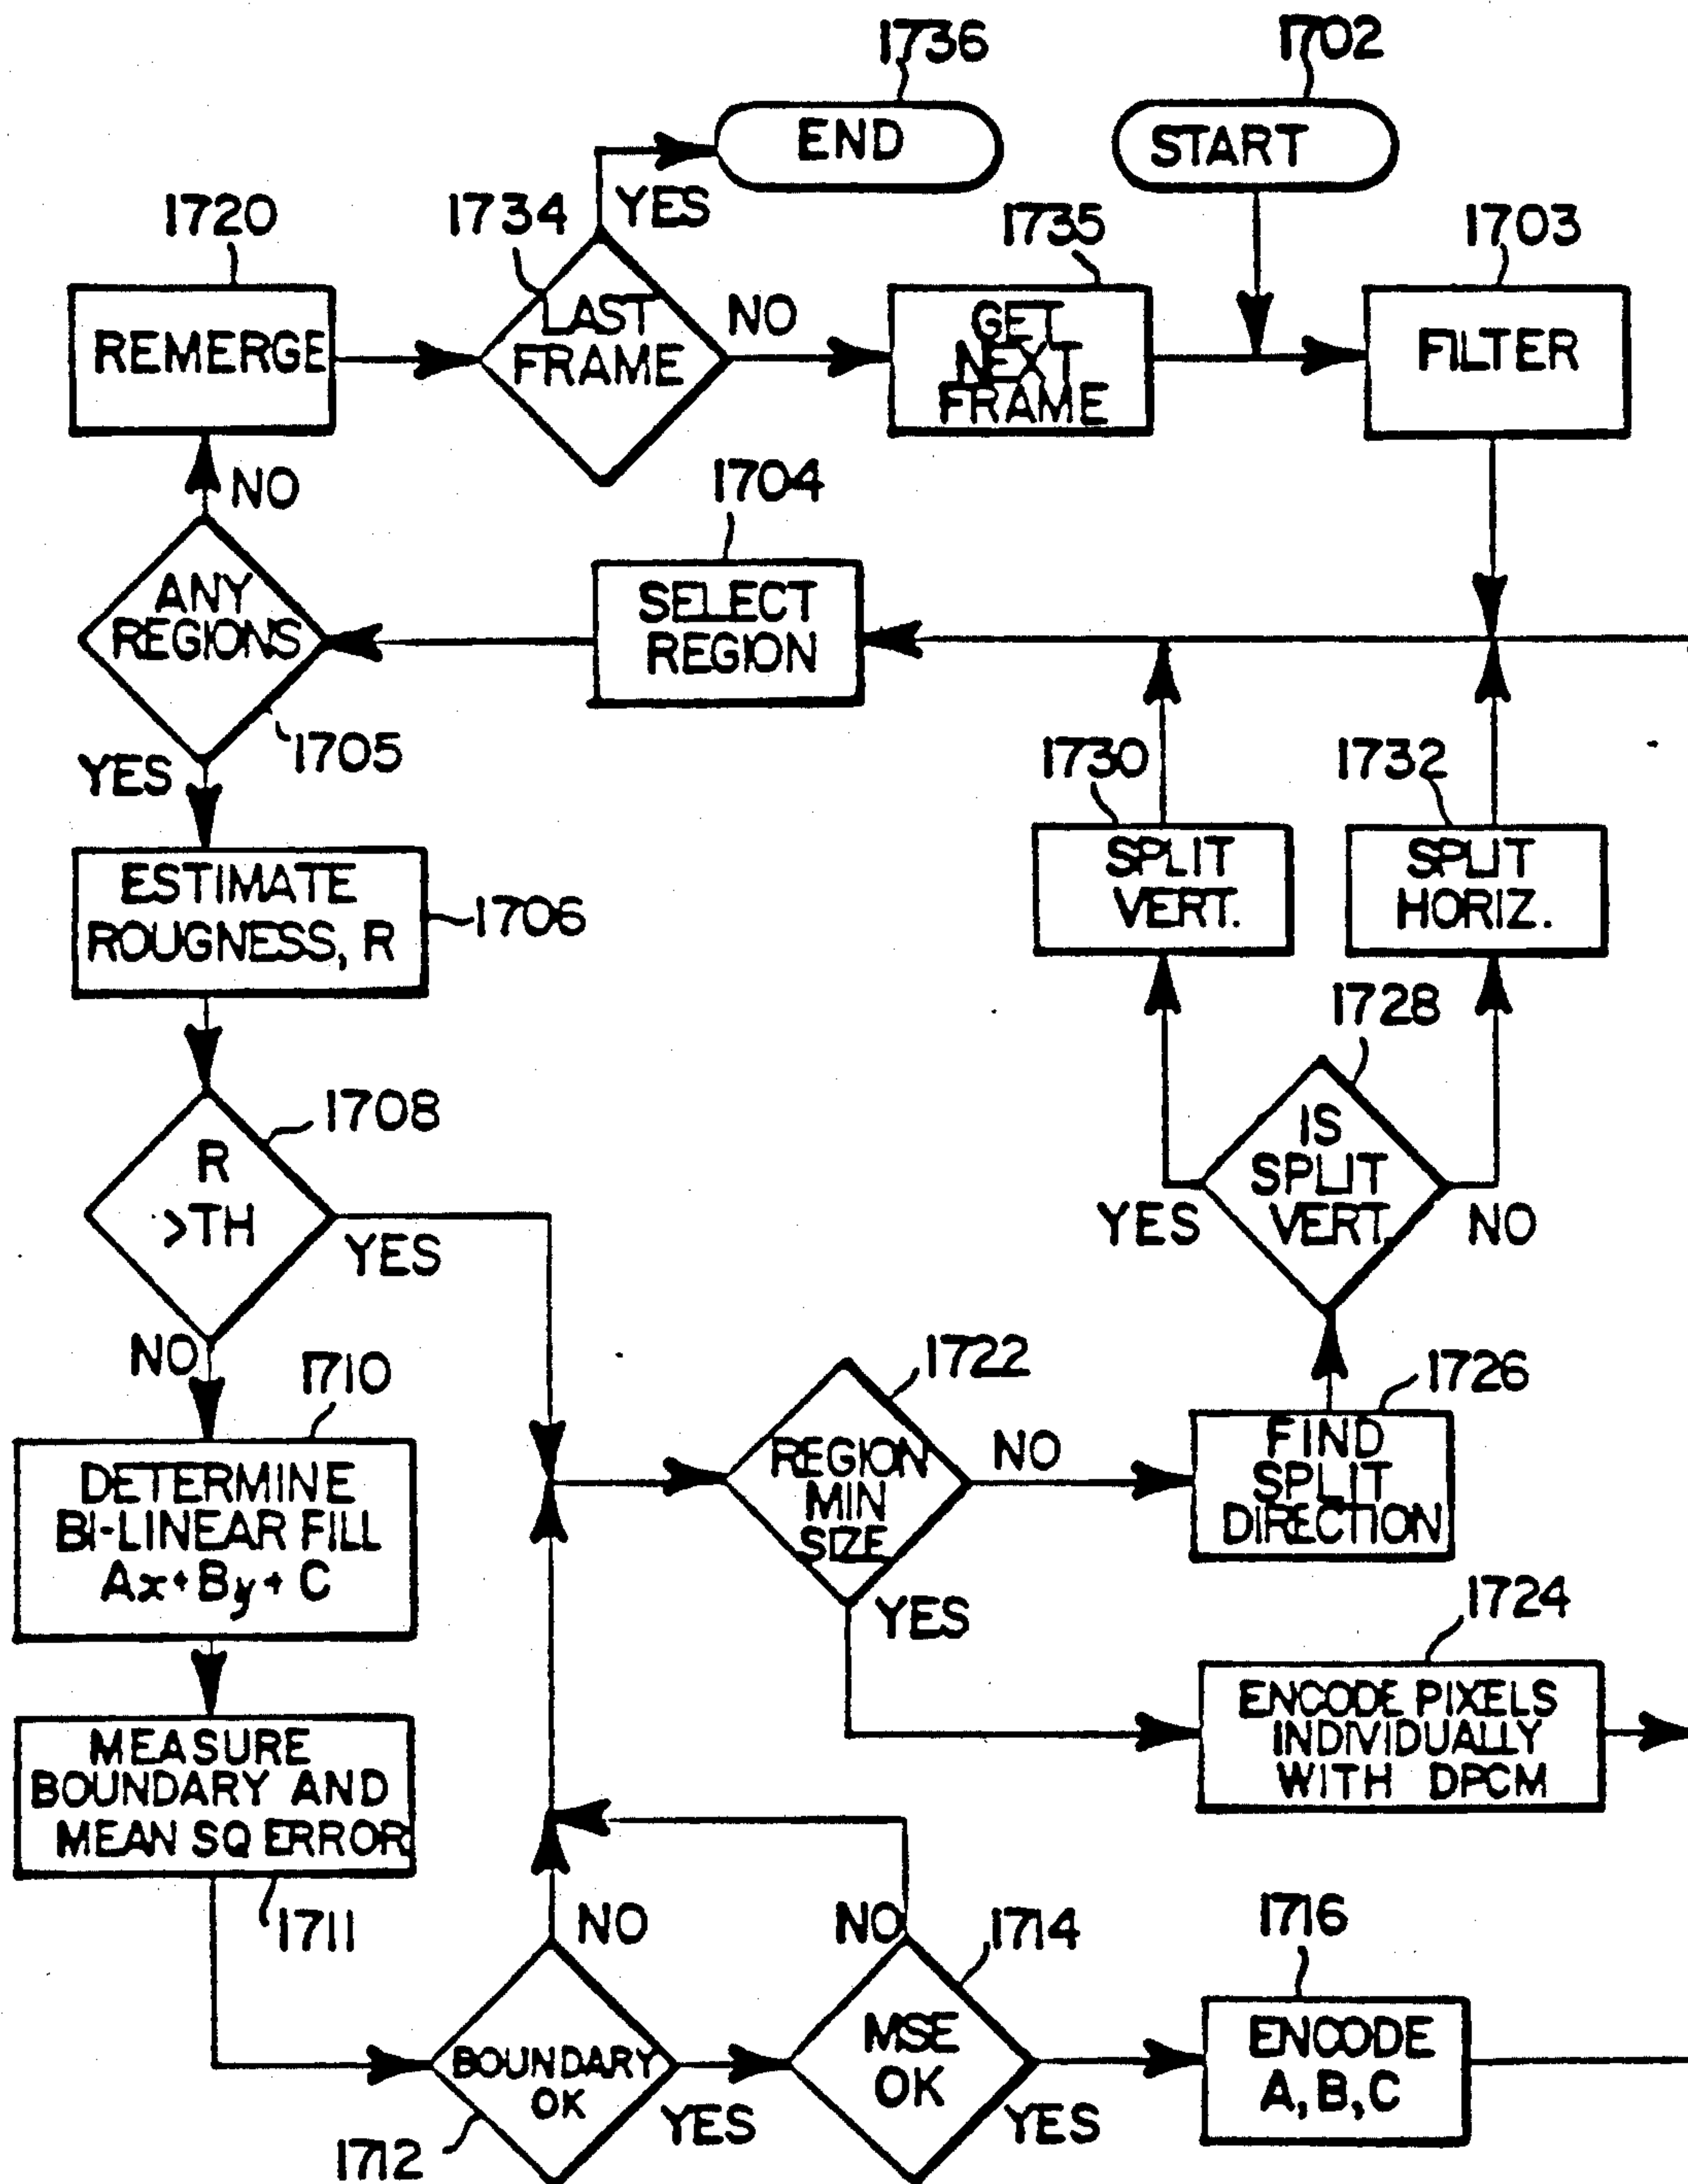 1736
1702
END
START
YES
1720
1734
1735
1703
REMERGE
LAST
FRAME
NO
GET
NEXT
FRAME
FILTER
NO
1704
ANY
REGIONS
SELECT
REGION
1705
YES
1730
1732
ESTIMATE
ROUGNESS, R
1706
SPLIT
VERT.
SPLIT
HORIZ.
1728
1708
R
>TH
YES
IS
SPLIT
VERT.
YES
NO
NO
1710
1722
1726
DETERMINE
BI-LINEAR FILL
Ax+By+C
REGION
MIN
SIZE
NO
FIND
SPLIT
DIRECTION
YES
1724
MEASURE
BOUNDARY AND
MEAN SQ ERROR
ENCODE PIXELS
INDIVIDUALLY
WITH DPCM
1711
NO
NO
1714
1716
BOUNDARY
OK
MSE
OK
ENCODE
A, B, C
1712
YES
YES